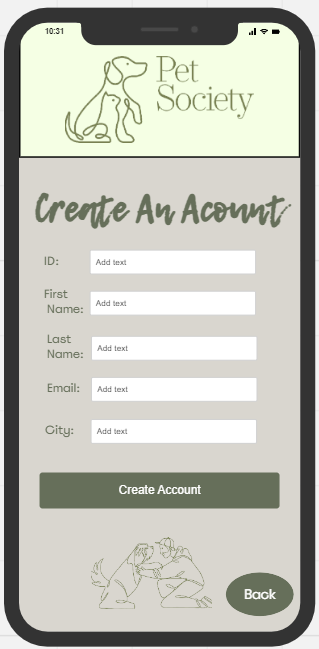 10:31
Pet
Society
Create An Acount
ID:
Add text
First
Name:
Add text
Last
Name:
Add text
Email:
Add text
City:
Add text
Create Account
Back